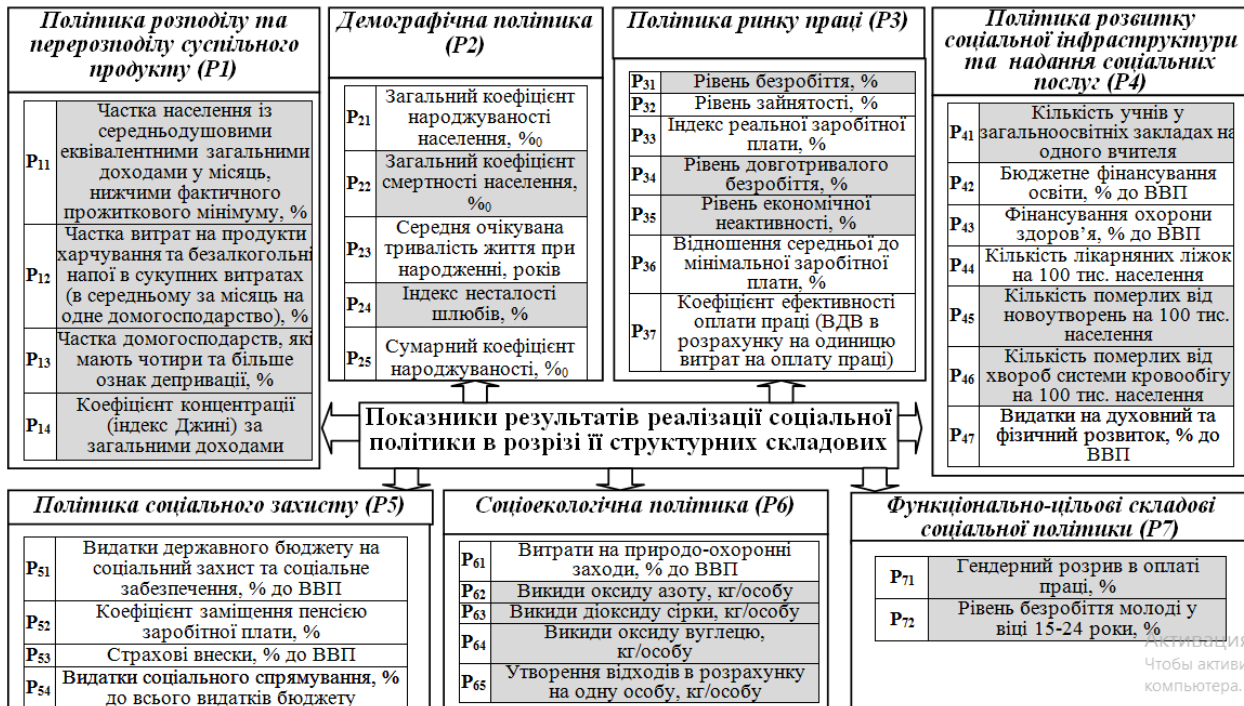 Політика розподілу та
перерозподілу суспільного
продукту (P1)
P11
Частка населення із
середньодушовими
еквівалентними загальними
доходами у місяць,
нижчими фактичного
прожиткового мінімуму, %
P12
Частка витрат на продукти
харчування та безалкогольні
напої в сукупних витратах
(в середньому за місяць на
одне домогосподарство), %
P13
Частка домогосподарств, які
мають чотири та більше
ознак депривації, %
P14
Коефіцієнт концентрації
(індекс Джині) за
загальними доходами
Демографічна політика
(P2)
P21
Загальний коефіцієнт
народжуваності
населення, %0
P22
Загальний коефіцієнт
смертності населення,
%0
P23
Середня очікувана
тривалість життя при
народженні, років
P24
Індекс несталості
шлюбів, %
P25
Сумарний коефіцієнт
народжуваності, %0
Політика ринку праці (P3)
P31 Рівень безробіття, %
P32 Рівень зайнятості, %
P33
Індекс реальної заробітної
плати, %
P34
Рівень довготривалого
безробіття, %
P35
Рівень економічної
неактивності, %
P36
Відношення середньої до
мінімальної заробітної
плати, %
P37
Коефіцієнт ефективності
оплати праці (ВДВ в
розрахунку на одиницю
витрат на оплату праці)
Політика розвитку
соціальної інфраструктури
та надання соціальних
послуг (P4)
P41
Кількість учнів у
загальноосвітніх закладах на
одного вчителя
P42
Бюджетне фінансування
освіти, % до ВВП
P43
Фінансування охорони
здоров’я, % до ВВП
P44
Кількість лікарняних ліжок
на 100 тис. населення
P45
Кількість померлих від
новоутворень на 100 тис.
населення
P46
Кількість померлих від
хвороб системи кровообігу
на 100 тис. населення
P47
Видатки на духовний та
фізичний розвиток, % до
ВВП
Показники результатів реалізації соціальної
політики в розрізі її структурних складових
Політика соціального захисту (P5)
P51
Видатки державного бюджету на
соціальний захист та соціальне
забезпечення, % до ВВП
P52
Коефіцієнт заміщення пенсією
заробітної плати, %
P53 Страхові внески, % до ВВП
P54
Видатки соціального спрямування, %
до всього видатків бюджету
Соціоекологічна політика (P6)
P61
Витрати на природо-охоронні
заходи, % до ВВП
P62 Викиди оксиду азоту, кг/особу
P63 Викиди діоксиду сірки, кг/особу
P64
Викиди оксиду вуглецю,
кг/особу
P65
Утворення відходів в розрахунку
на одну особу, кг/особу
Функціонально-цільові складові
соціальної політики (P7)
P71
Гендерний розрив в оплаті
праці, %
P72
Рівень безробіття молоді у
віці 15-24 роки, %
Активация
Чтобы активи
компьютера.